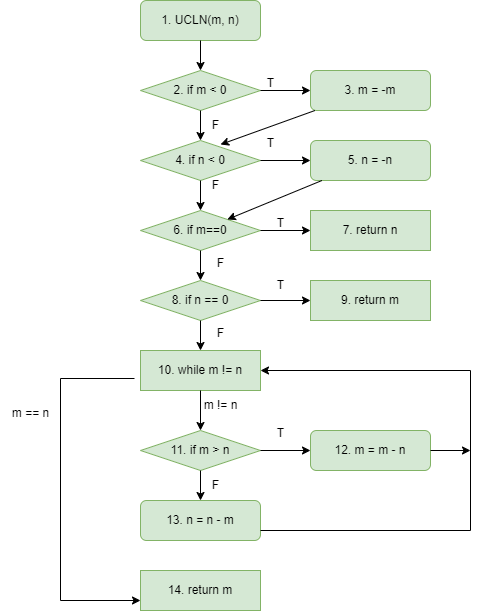 1. UCLN(m, n)
2. if m < 0
T
3. m = -m
F
4. if n < 0
T
5. n = -n
F
6. if m==0
T
7. return n
F
8. if n == 0
T
9. return m
F
10. while m != n
m == n
m != n
11. if m > n
T
12. m = m - n
F
13. n = n - m
14. return m